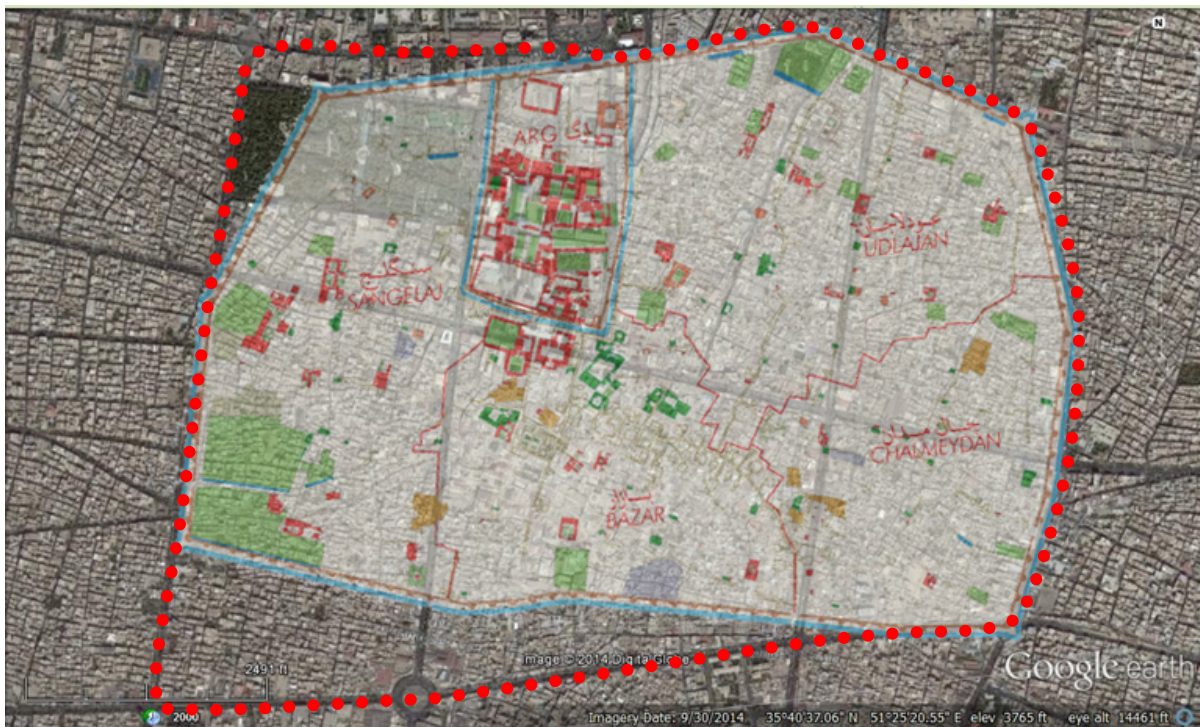 N
ARG ارگ
عودلاجان
UDLAJAN
سنگلج
SANGELAJ
چال میدان
CHALMEYDAN
بازار
BAZAR
Image © 2014 DigitalGlobe
Google earth
2491 ft
2000
Imagery Date: 9/30/2014 35°40'37.06" N 51°25'20.55" E elev 3765 ft eye alt 14461 ft